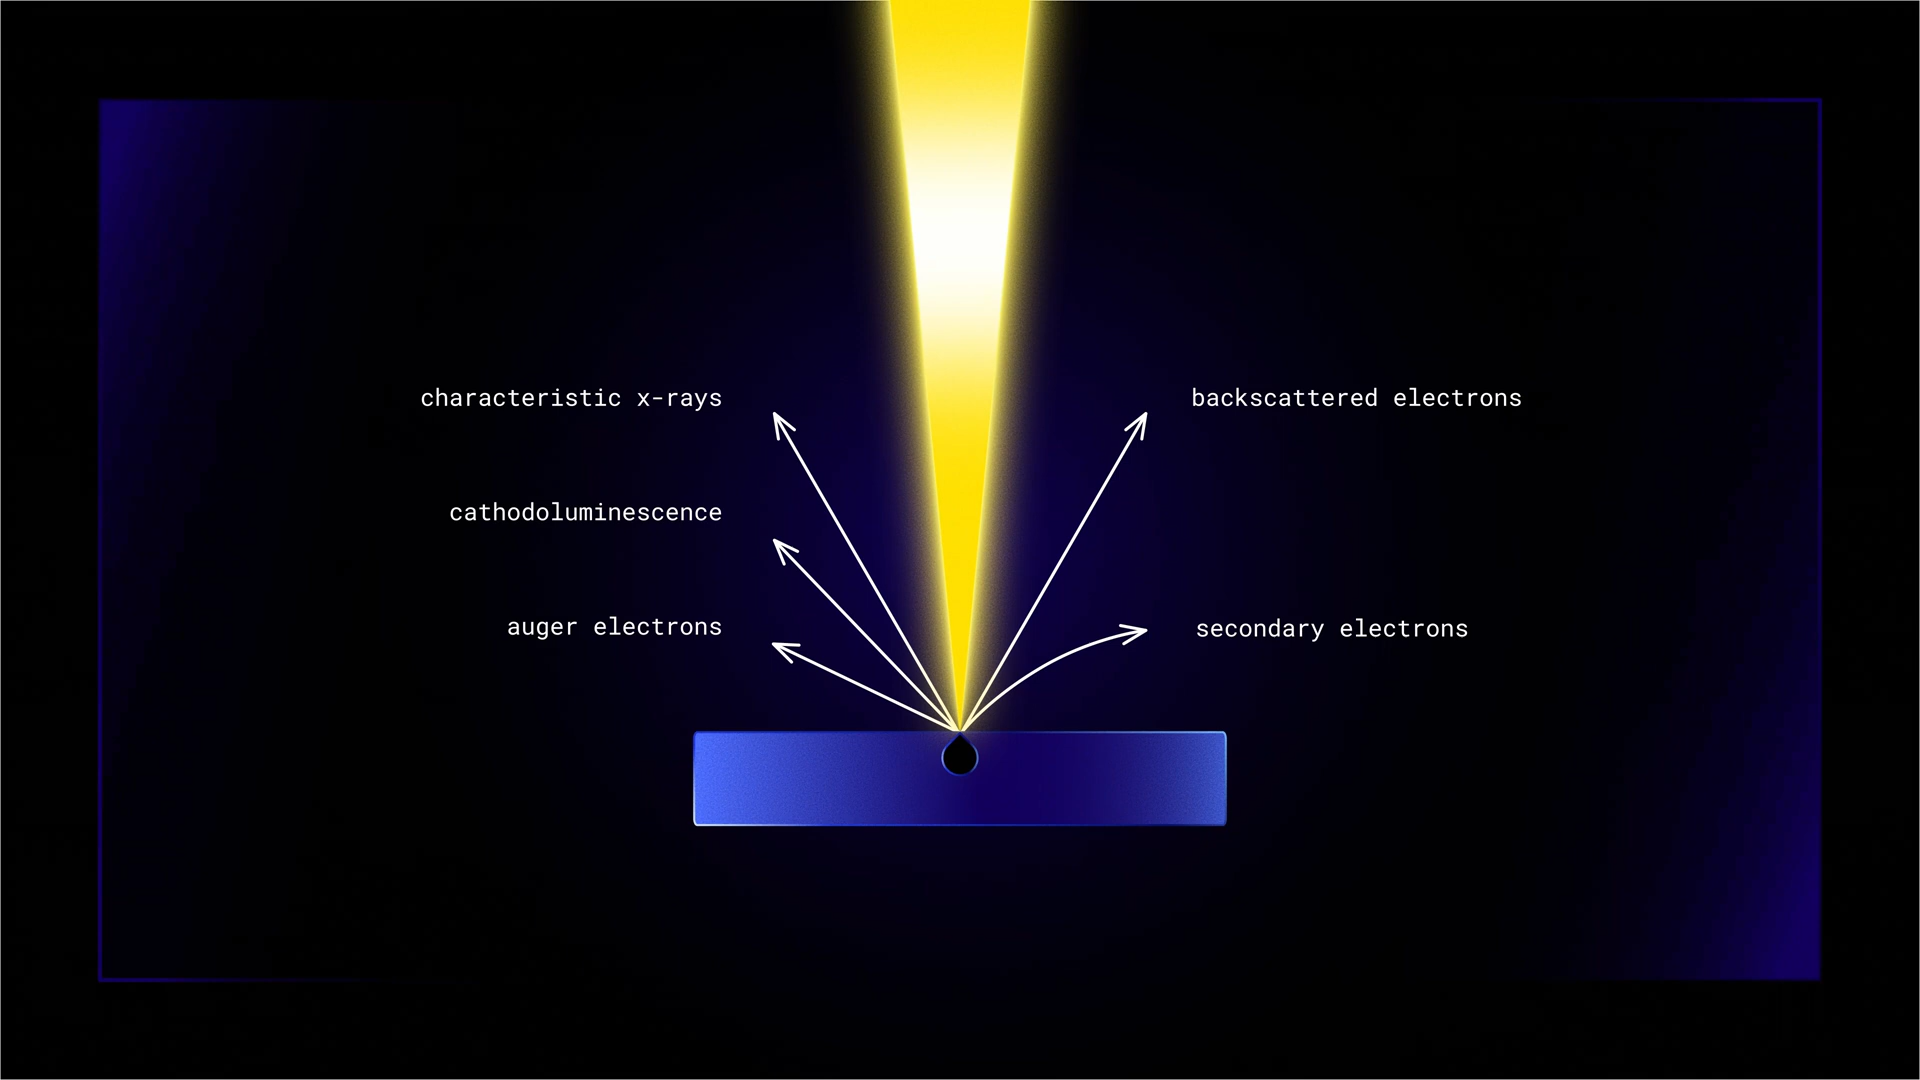 characteristic x-rays
cathodoluminescence
auger electrons
backscattered electrons
secondary electrons